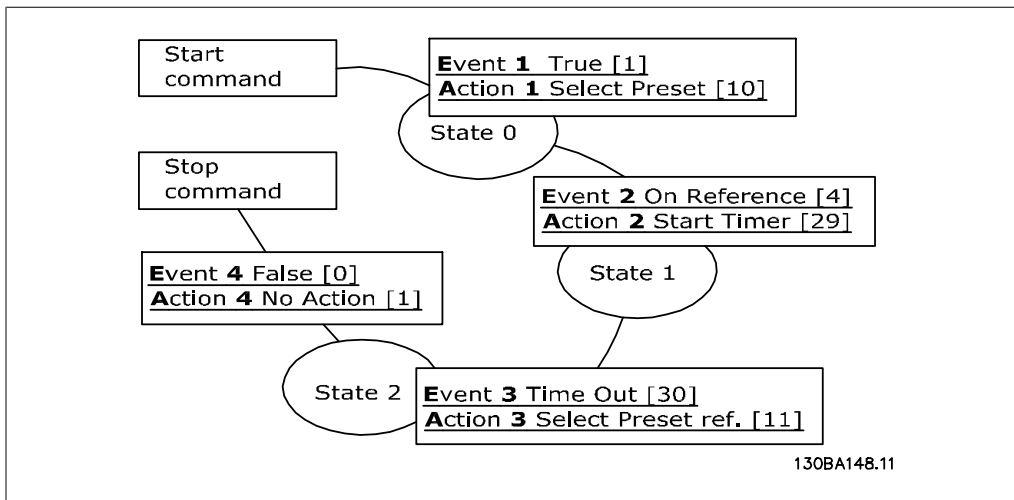 Start
command
Event 1 True [1]
Action 1 Select Preset [10]
State 0
Stop
command
Event 2 On Reference [4]
Action 2 Start Timer [29]
State 1
Event 4 False [0]
Action 4 No Action [1]
State 2
Event 3 Time Out [30]
Action 3 Select Preset ref. [11]
130BA148.11